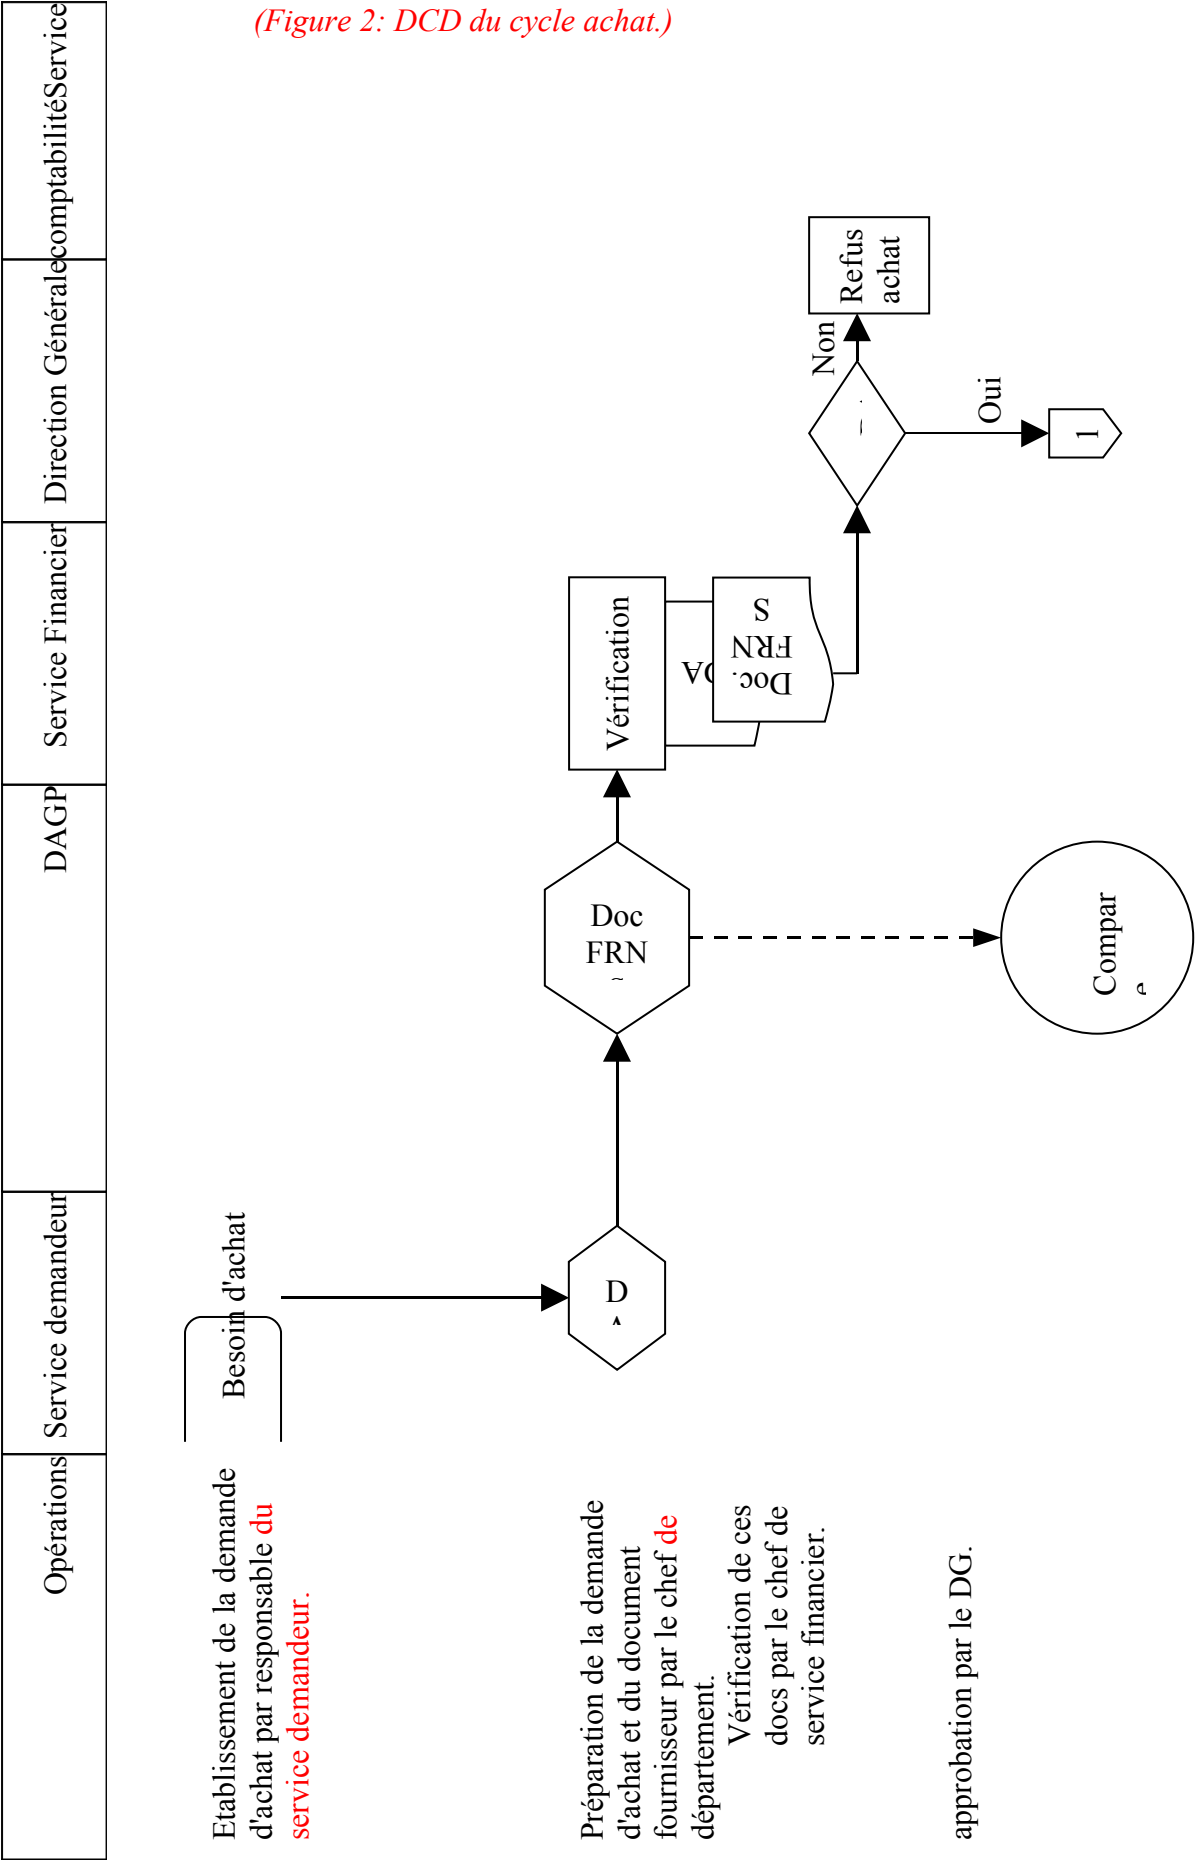 (Figure 2: DCD du cycle achat.)
Opérations
Service demandeur
DAGP
Service Financier
Direction Générale
comptabilitéService
Etablissement de la demande
d'achat par responsable du
service demandeur.
Besoin d'achat
Préparation de la demande
d'achat et du document
fournisseur par le chef de
département.
D
Doc
FRN
Vérification
Vérification de ces
docs par le chef de
service financier.
DA
Doc.
FRN
S
Non
Refus
achat
Oui
1
approbation par le DG.
Compar
e